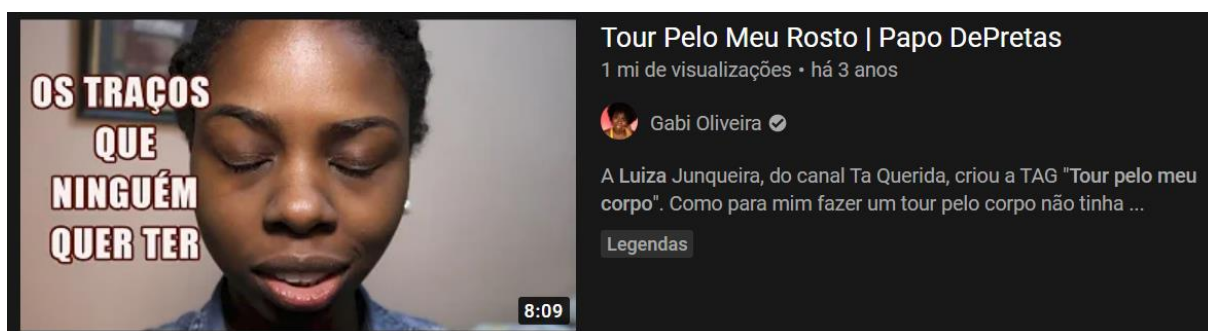 OS TRAÇOS
QUE
NINGUÉM
QUER TER
8:09
Tour Pelo Meu Rosto | Papo DePretas
1 mi de visualizações • há 3 anos
Gabi Oliveira
A Luiza Junqueira, do canal Ta Querida, criou a TAG "Tour pelo meu
corpo". Como para mim fazer um tour pelo corpo não tinha ...
Legendas